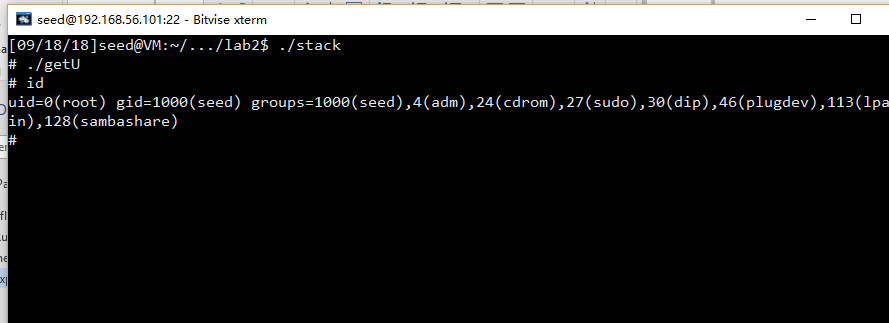 seed@192.168.56.101:22 - Bitvise xterm
[09/18/18]seed@VM:~/.../lab2$ ./stack
# ./getU
# id
uid=0(root) gid=1000(seed) groups=1000(seed),4(adm),24(cdrom),27(sudo),30(dip),46(plugdev),113(lpa
in),128(sambashare)
#